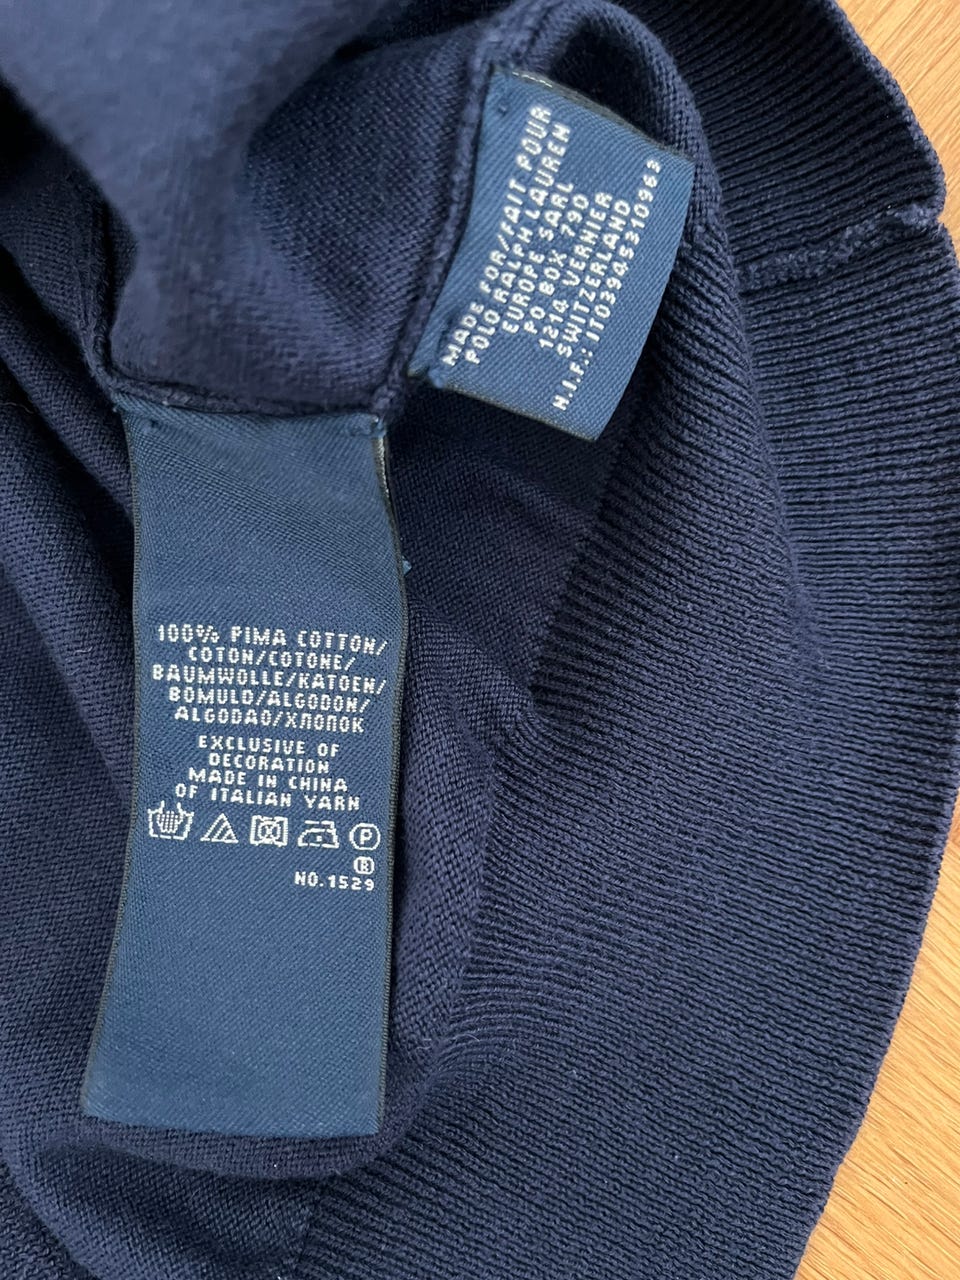 MADE FOR/FAIT POUR
POLO RALPH LAUREN
EUROPE SARL
PO BOX 790
1214 VERNIER
SWITZERLAND
N.I.F.: IT03945310963
100% PIMA COTTON/
COTON/COTONE/
BAUMWOLLE/KATOEN/
BOMULD/ALGODON/
ALGODAO/ХЛОПОК
EXCLUSIVE OF
DECORATION
MADE IN CHINA
OF ITALIAN YARN
P
®
NO.1529